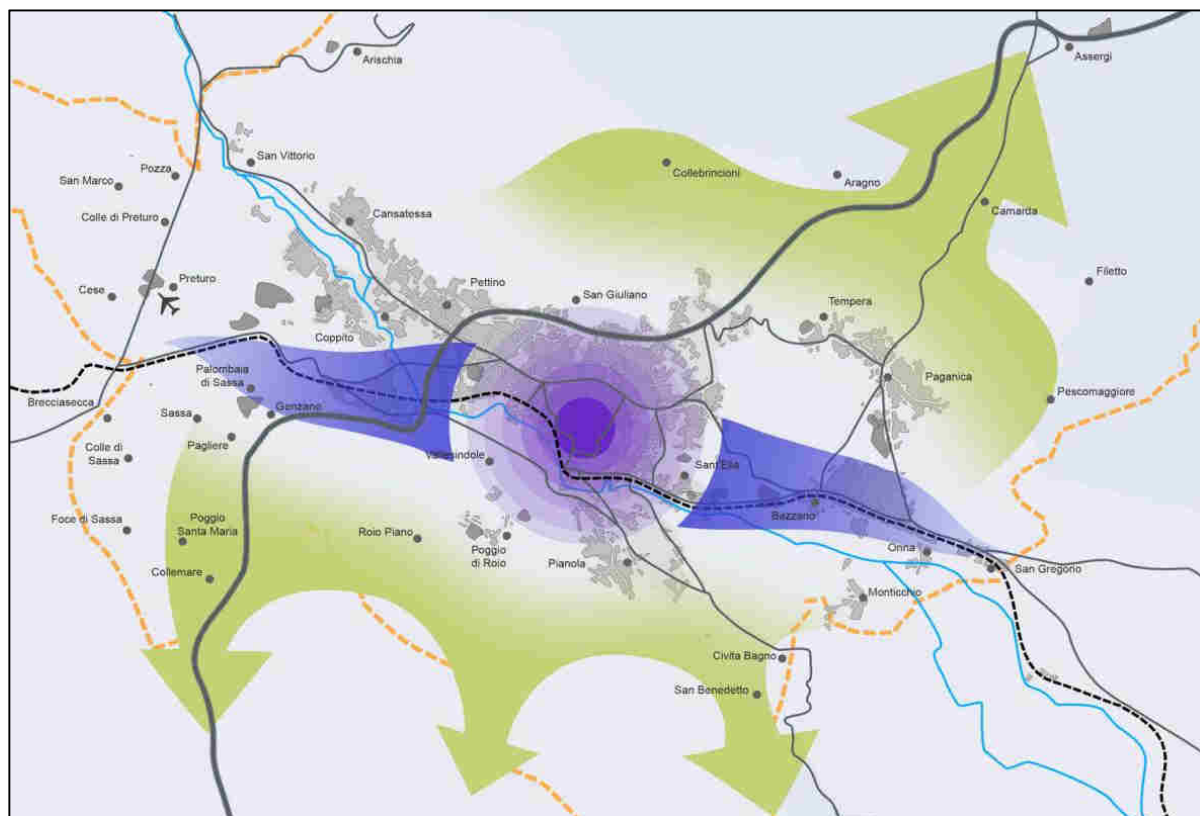 Arischia
Assergi
San Vittorio
Pozza
San Marco
Collebrincioni
Aragno
Colle di Preturo
Cansatessa
Camarda
Preturo
Cese
Pettino
San Giuliano
Tempera
Filetto
Coppito
Palombaia
di Sassa
Paganica
Brecciasecca
Sassa
Genzano
Pescomaggiore
Pagliere
Colle di
Sassa
Vallesindole
Sant'Elia
Foce di Sassa
Poggio
Santa Maria
Roio Piano
Poggio
di Roio
Bazzano
Onna
Pianola
San Gregorio
Collemare
Monticchio
Civita Bagno
San Benedetto